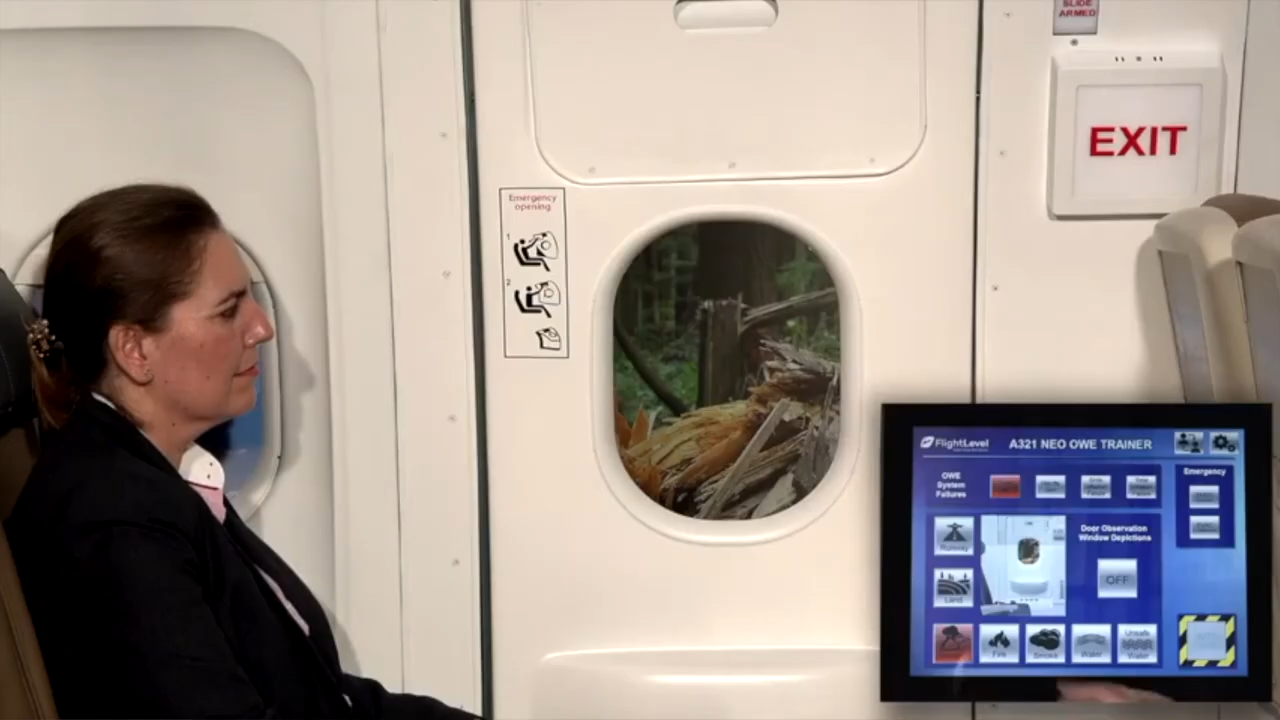 SLIDE
ARMED
EXIT
Emergency
opening
1
2
FlightLevel
A321 NEO OWE TRAINER
OWE
System
Failures
Emergency
Door Observation
Window Depictions
Runway
OFF
Land
Fire
Smoke
Water
Unsafe
Water